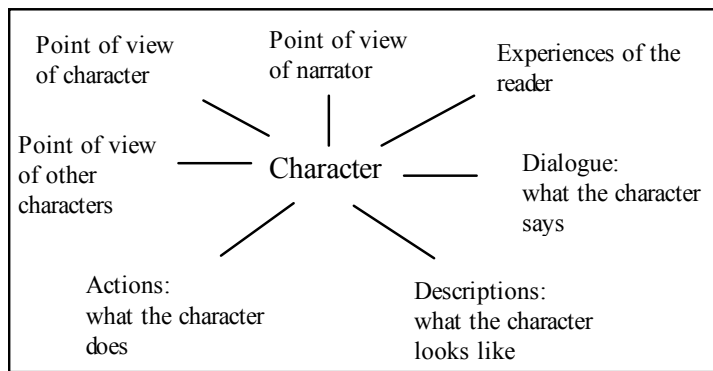 Point of view
of character
Point of view
of narrator
Experiences of the
reader
Point of view
of other
characters
Character
Dialogue:
what the character
says
Actions:
what the character
does
Descriptions:
what the character
looks like